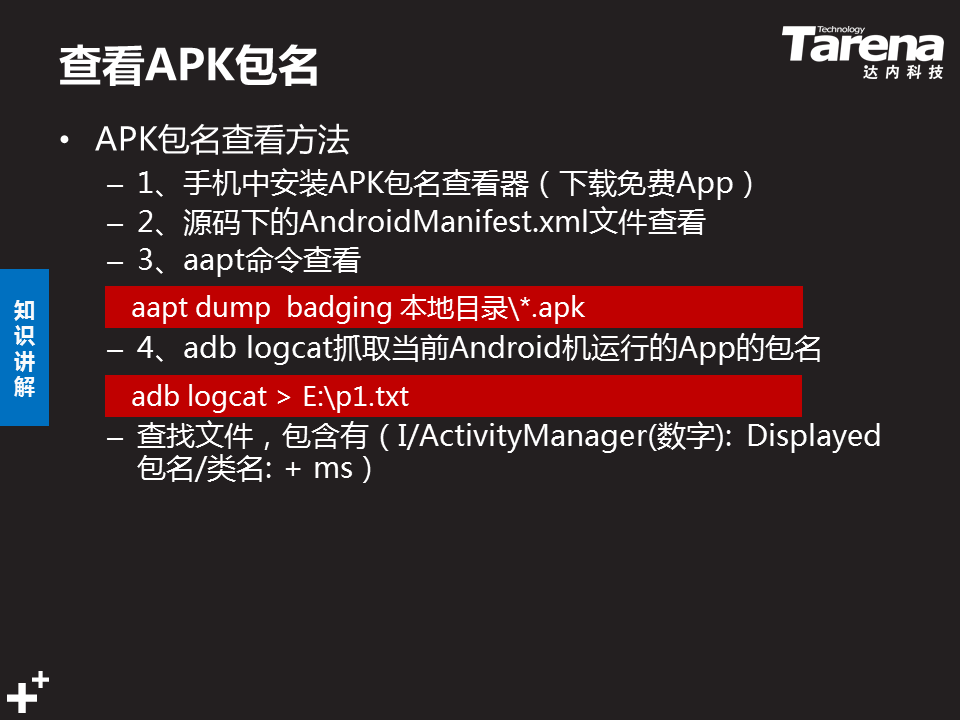 查看APK包名
Technology
Tarena
达内科技
• APK包名查看方法
– 1、手机中安装APK包名查看器（下载免费App）
– 2、源码下的AndroidManifest.xml文件查看
– 3、aapt命令查看
aapt dump  badging 本地目录\*.apk
– 4、adb logcat抓取当前Android机运行的App的包名
adb logcat > E:\p1.txt
– 查找文件，包含有（I/ActivityManager(数字):  Displayed
包名/类名: + ms）
知
识
讲
解